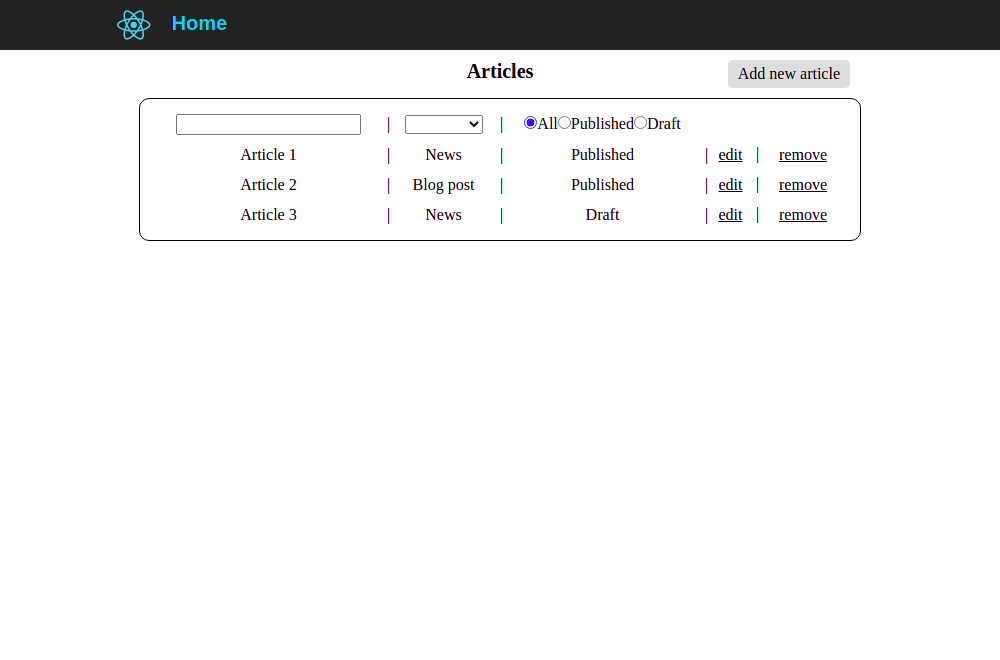 Home
Articles
Add new article
| | All Published Draft
Article 1 | News | Published | edit | remove
Article 2 | Blog post | Published | edit | remove
Article 3 | News | Draft | edit | remove